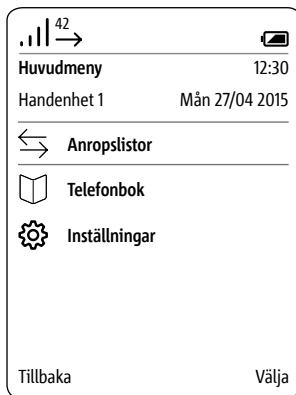 42
Huvudmeny 12:30
Handenhet 1 Mån 27/04 2015
Anropslistor
Telefonbok
Inställningar
Tillbaka Välja